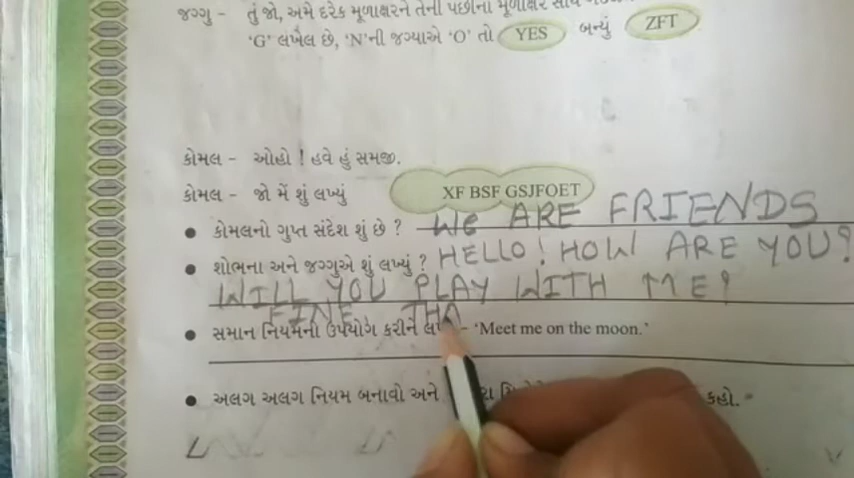 જગ્ગુ - તું જો, અમે દરેક મૂળાક્ષરને તેની પછીના મૂળાક્ષર સાથે
'G' લખેલ છે, 'N'ની જગ્યાએ 'O' તો YES બન્યું ZFT
કોમલ - ઓહો ! હવે હું સમજી.
કોમલ - જો મેં શું લખ્યું XF BSF GSJFOET
• કોમલનો ગુપ્ત સંદેશ શું છે ? We ARE FRIENDS
• શોભના અને જગ્ગુએ શું લખ્યું ? HELLO! HOW ARE YOU?
WILL YOU PLAY WITH ME?
FINE THA
• સમાન નિયમનો ઉપયોગ કરીને - 'Meet me on the moon.'
• અલગ અલગ નિયમ બનાવો અને કહો.